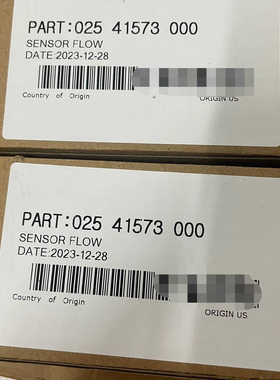 PART:025 41573 000
SENSOR FLOW
DATE:2023-12-28
Country of Origin
ORIGIN US
PART:025 41573 000
SENSOR FLOW
DATE:2023-12-28
Country of Origin
ORIGIN US